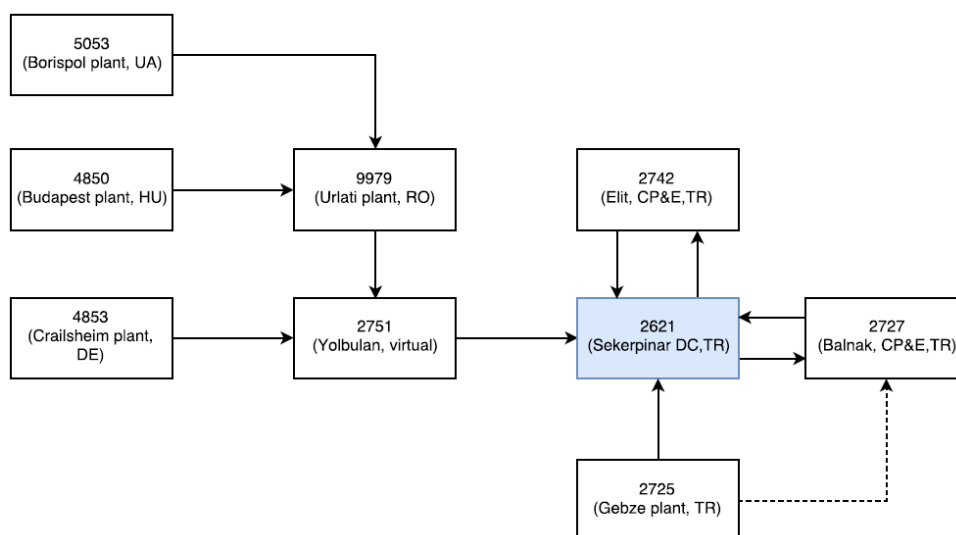 5053
(Borispol plant, UA)
4850
(Budapest plant, HU)
9979
(Urlati plant, RO)
2742
(Elit, CP&E,TR)
4853
(Crailsheim plant,
DE)
2751
(Yolbulan, virtual)
2621
(Sekerpinar DC,TR)
2727
(Balnak, CP&E,TR)
2725
(Gebze plant, TR)